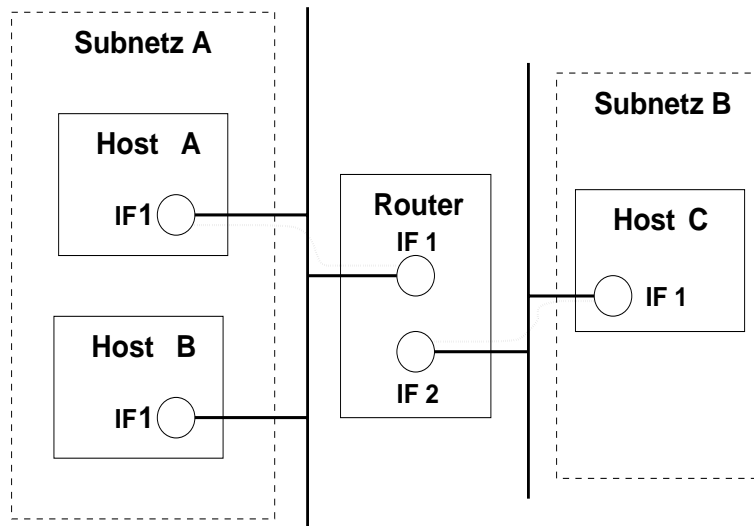 Subnetz A
Host A
IF1
Host B
IF1
Router
IF 1
IF 2
Subnetz B
Host C
IF 1